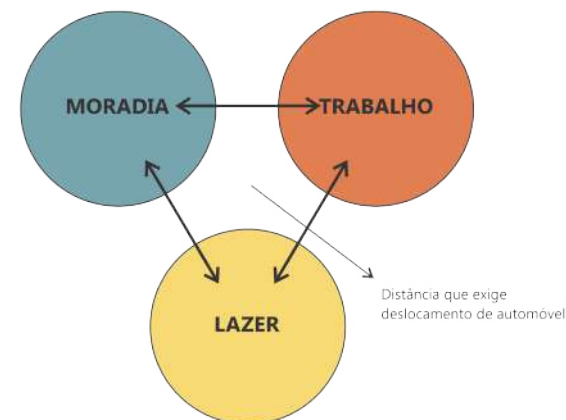 MORADIA
TRABALHO
LAZER
Distância que exige
deslocamento de automóvel